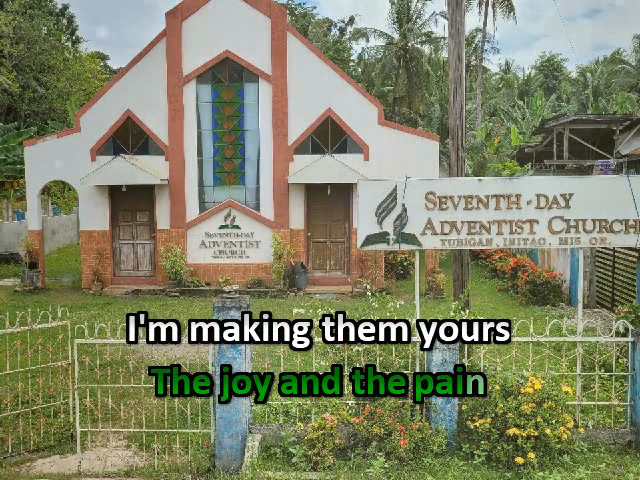 SEVENTH-DAY
ADVENTIST CHURCH
TUBIGAN, INITAO, MIS. OR.
SEVENTH-DAY
ADVENTIST
I'm making them yours
The joy and the pain